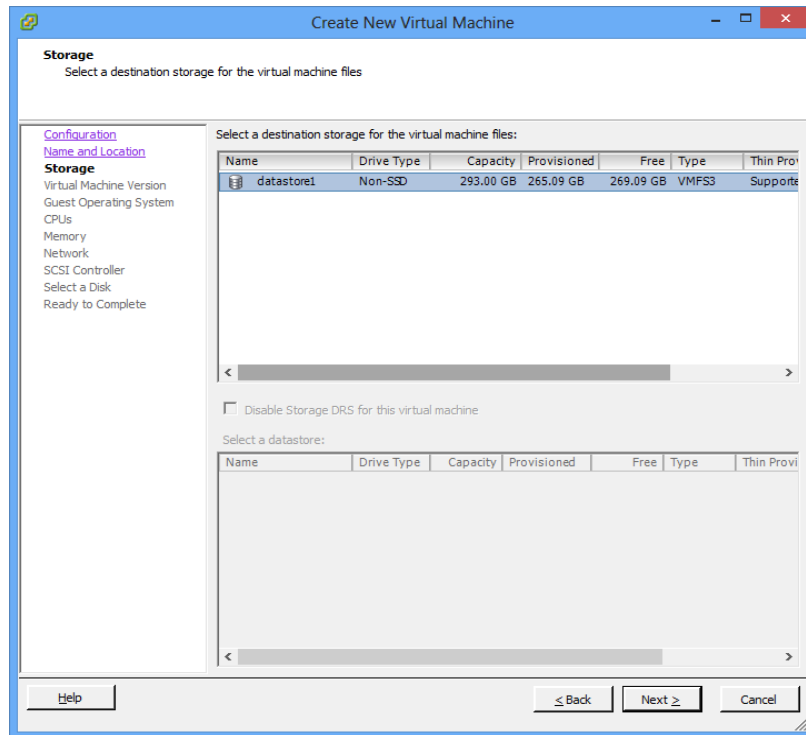 Create New Virtual Machine
Storage
Select a destination storage for the virtual machine files
Configuration
Name and Location
Storage
Virtual Machine Version
Guest Operating System
CPUs
Memory
Network
SCSI Controller
Select a Disk
Ready to Complete
Select a destination storage for the virtual machine files:
Name Drive Type Capacity Provisioned Free Type Thin Prov
datastore1 Non-SSD 293.00 GB 265.09 GB 269.09 GB VMFS3 Supporte
Disable Storage DRS for this virtual machine
Select a datastore:
Name Drive Type Capacity Provisioned Free Type Thin Provi
Help < Back Next > Cancel